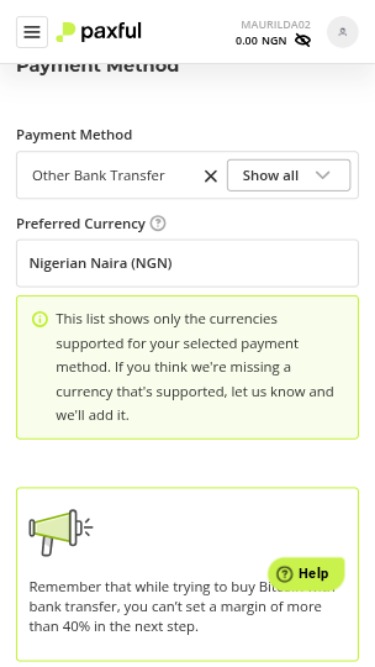 paxful
MAURILDA02
0.00 NGN
Payment Method
Payment Method
Other Bank Transfer
Show all
Preferred Currency
Nigerian Naira (NGN)
This list shows only the currencies
supported for your selected payment
method. If you think we're missing a
currency that's supported, let us know and
we'll add it.
Help
Remember that while trying to buy
bank transfer, you can't set a margin of more
than 40% in the next step.